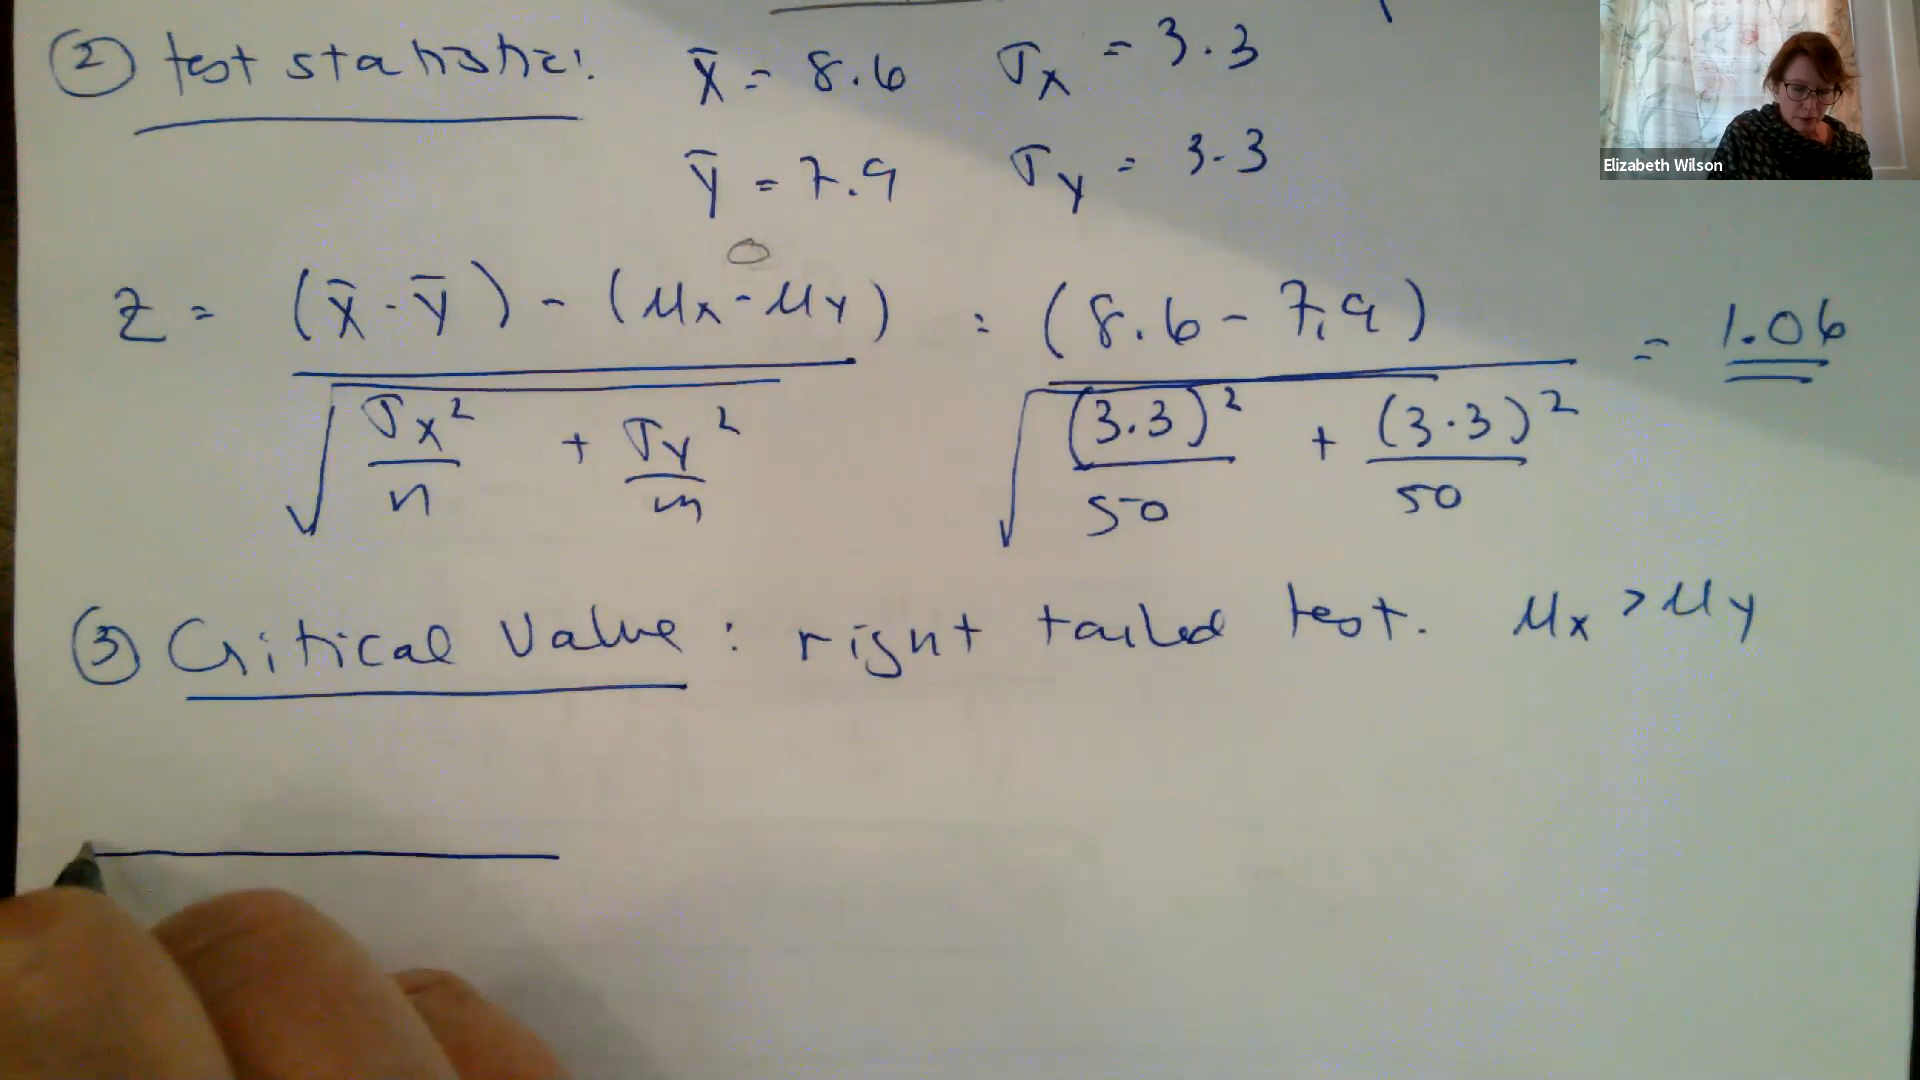 ② test statistic: x̄ = 8.6 σx = 3.3
ȳ = 7.9 σy = 3.3
0
z = (x̄ - ȳ) - (μx - μy) / √(σx²/n + σy²/m) = (8.6 - 7.9) / √((3.3)²/50 + (3.3)²/50) = 1.06
③ Critical Value: right tailed test. μx > μy
Elizabeth Wilson